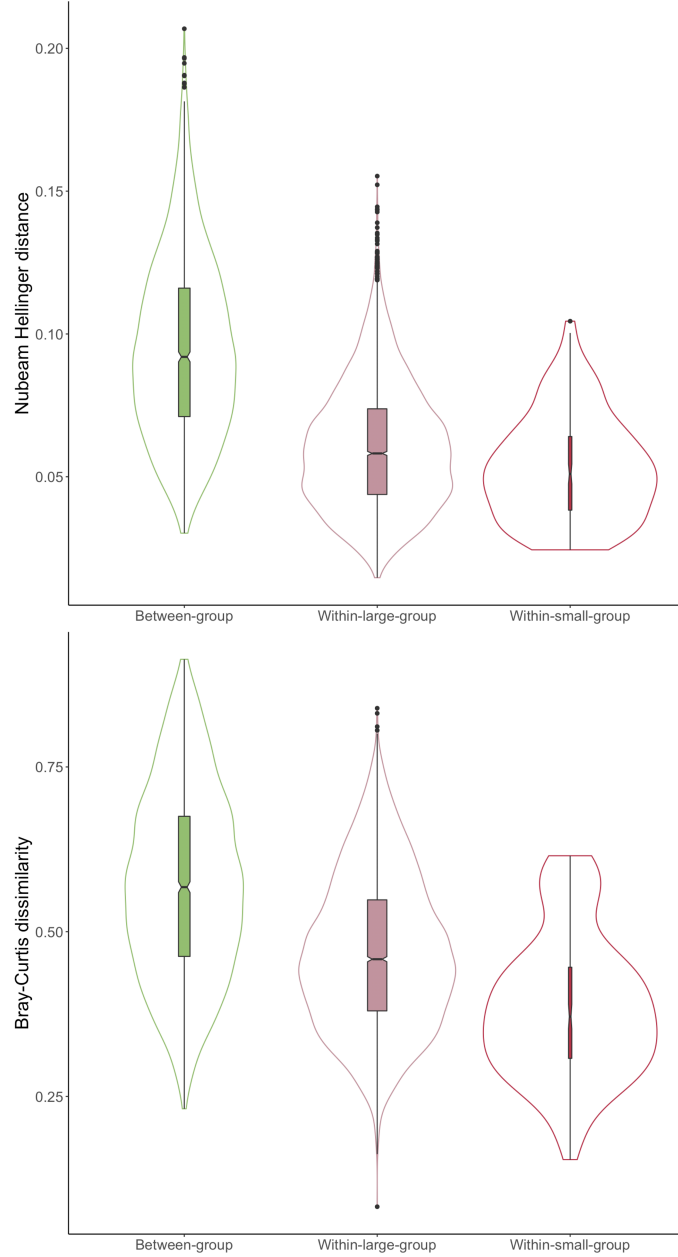 Nubeam Hellinger distance
0.20
0.15
0.10
0.05
Between-group Within-large-group Within-small-group
Bray-Curtis dissimilarity
0.75
0.50
0.25
Between-group Within-large-group Within-small-group